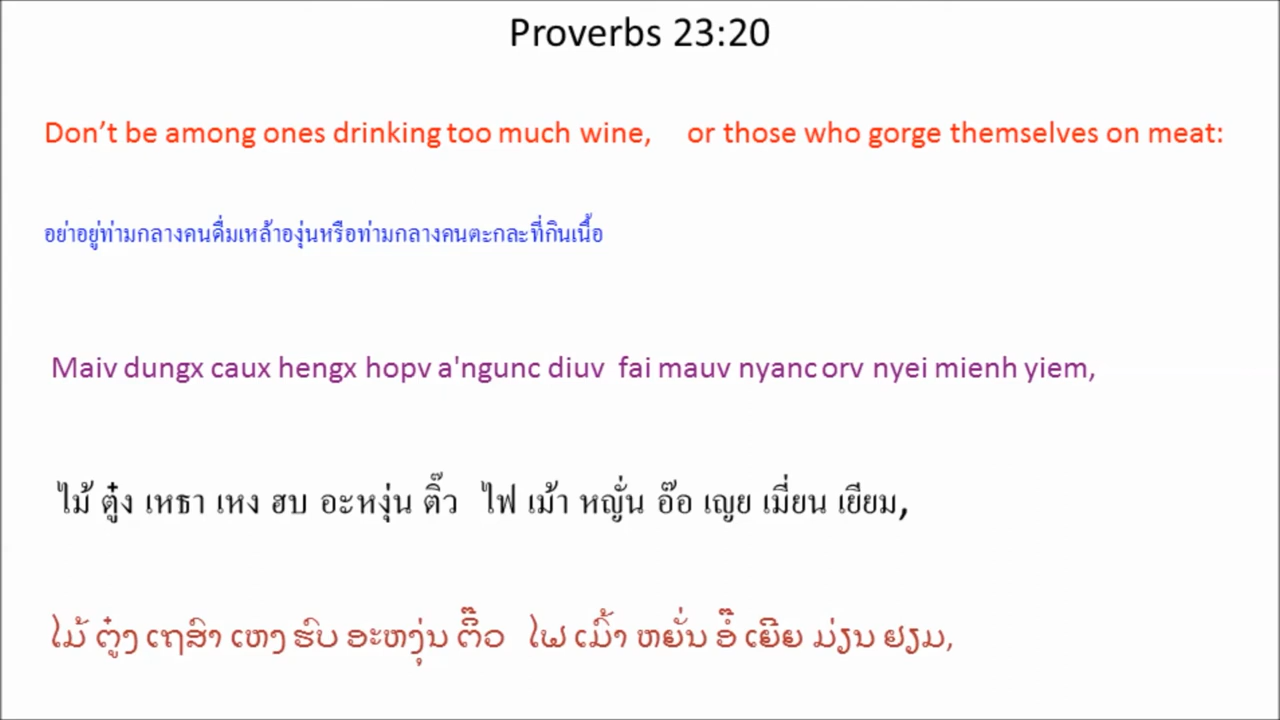 Proverbs 23:20
Don’t be among ones drinking too much wine, or those who gorge themselves on meat:
อย่าอยู่ท่ามกลางคนดื่มเหล้าองุ่นหรือท่ามกลางคนตะกละที่กินเนื้อ
Maiv dungx caux hengx hopv a'ngunc diuv fai mauv nyanc orv nyei mienh yiem,
ไม้ ตู๋ง เหธา เหง ฮบ อะหงุ่น ติ๊ว ไฟ เม้า หญั่น อ๊อ เญย เมี่ยน เยียม,
ໄມ້ ຕູ໋ງ ເຖສົາ ເຫງ ຮົບ ອະຫງຸ່ນ ຕິ໊ວ ໄຟ ເມົ້າ ຫຍັ່ນ ອໍ໊ ເຍີຍ ມ່ຽນ ຢຽມ,